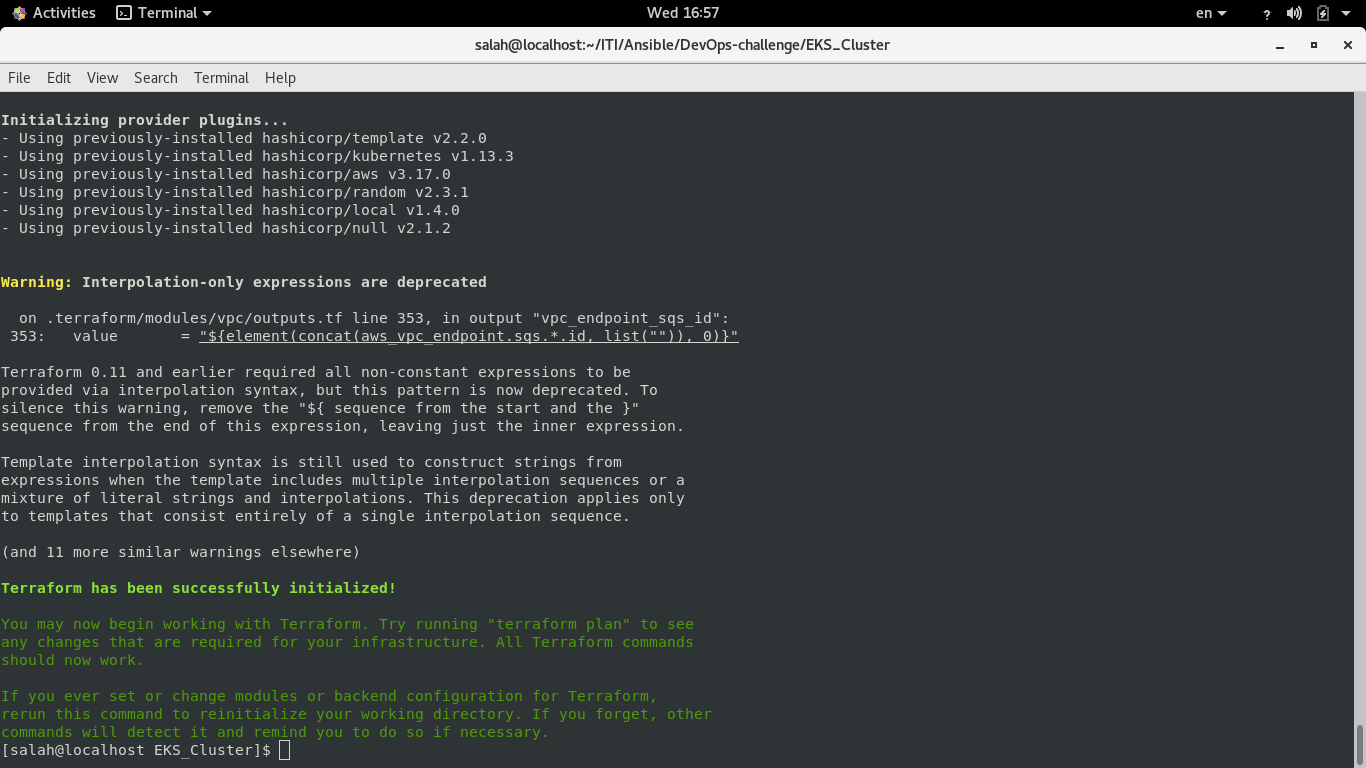 Activities Terminal Wed 16:57 en ?
salah@localhost:~/ITI/Ansible/DevOps-challenge/EKS_Cluster
File Edit View Search Terminal Help
Initializing provider plugins...
- Using previously-installed hashicorp/template v2.2.0
- Using previously-installed hashicorp/kubernetes v1.13.3
- Using previously-installed hashicorp/aws v3.17.0
- Using previously-installed hashicorp/random v2.3.1
- Using previously-installed hashicorp/local v1.4.0
- Using previously-installed hashicorp/null v2.1.2
Warning: Interpolation-only expressions are deprecated
  on .terraform/modules/vpc/outputs.tf line 353, in output "vpc_endpoint_sqs_id":
 353:   value       = "${element(concat(aws_vpc_endpoint.sqs.*.id, list("")), 0)}"
Terraform 0.11 and earlier required all non-constant expressions to be
provided via interpolation syntax, but this pattern is now deprecated. To
silence this warning, remove the "${ sequence from the start and the }"
sequence from the end of this expression, leaving just the inner expression.
Template interpolation syntax is still used to construct strings from
expressions when the template includes multiple interpolation sequences or a
mixture of literal strings and interpolations. This deprecation applies only
to templates that consist entirely of a single interpolation sequence.
(and 11 more similar warnings elsewhere)
Terraform has been successfully initialized!
You may now begin working with Terraform. Try running "terraform plan" to see
any changes that are required for your infrastructure. All Terraform commands
should now work.
If you ever set or change modules or backend configuration for Terraform,
rerun this command to reinitialize your working directory. If you forget, other
commands will detect it and remind you to do so if necessary.
[salah@localhost EKS_Cluster]$